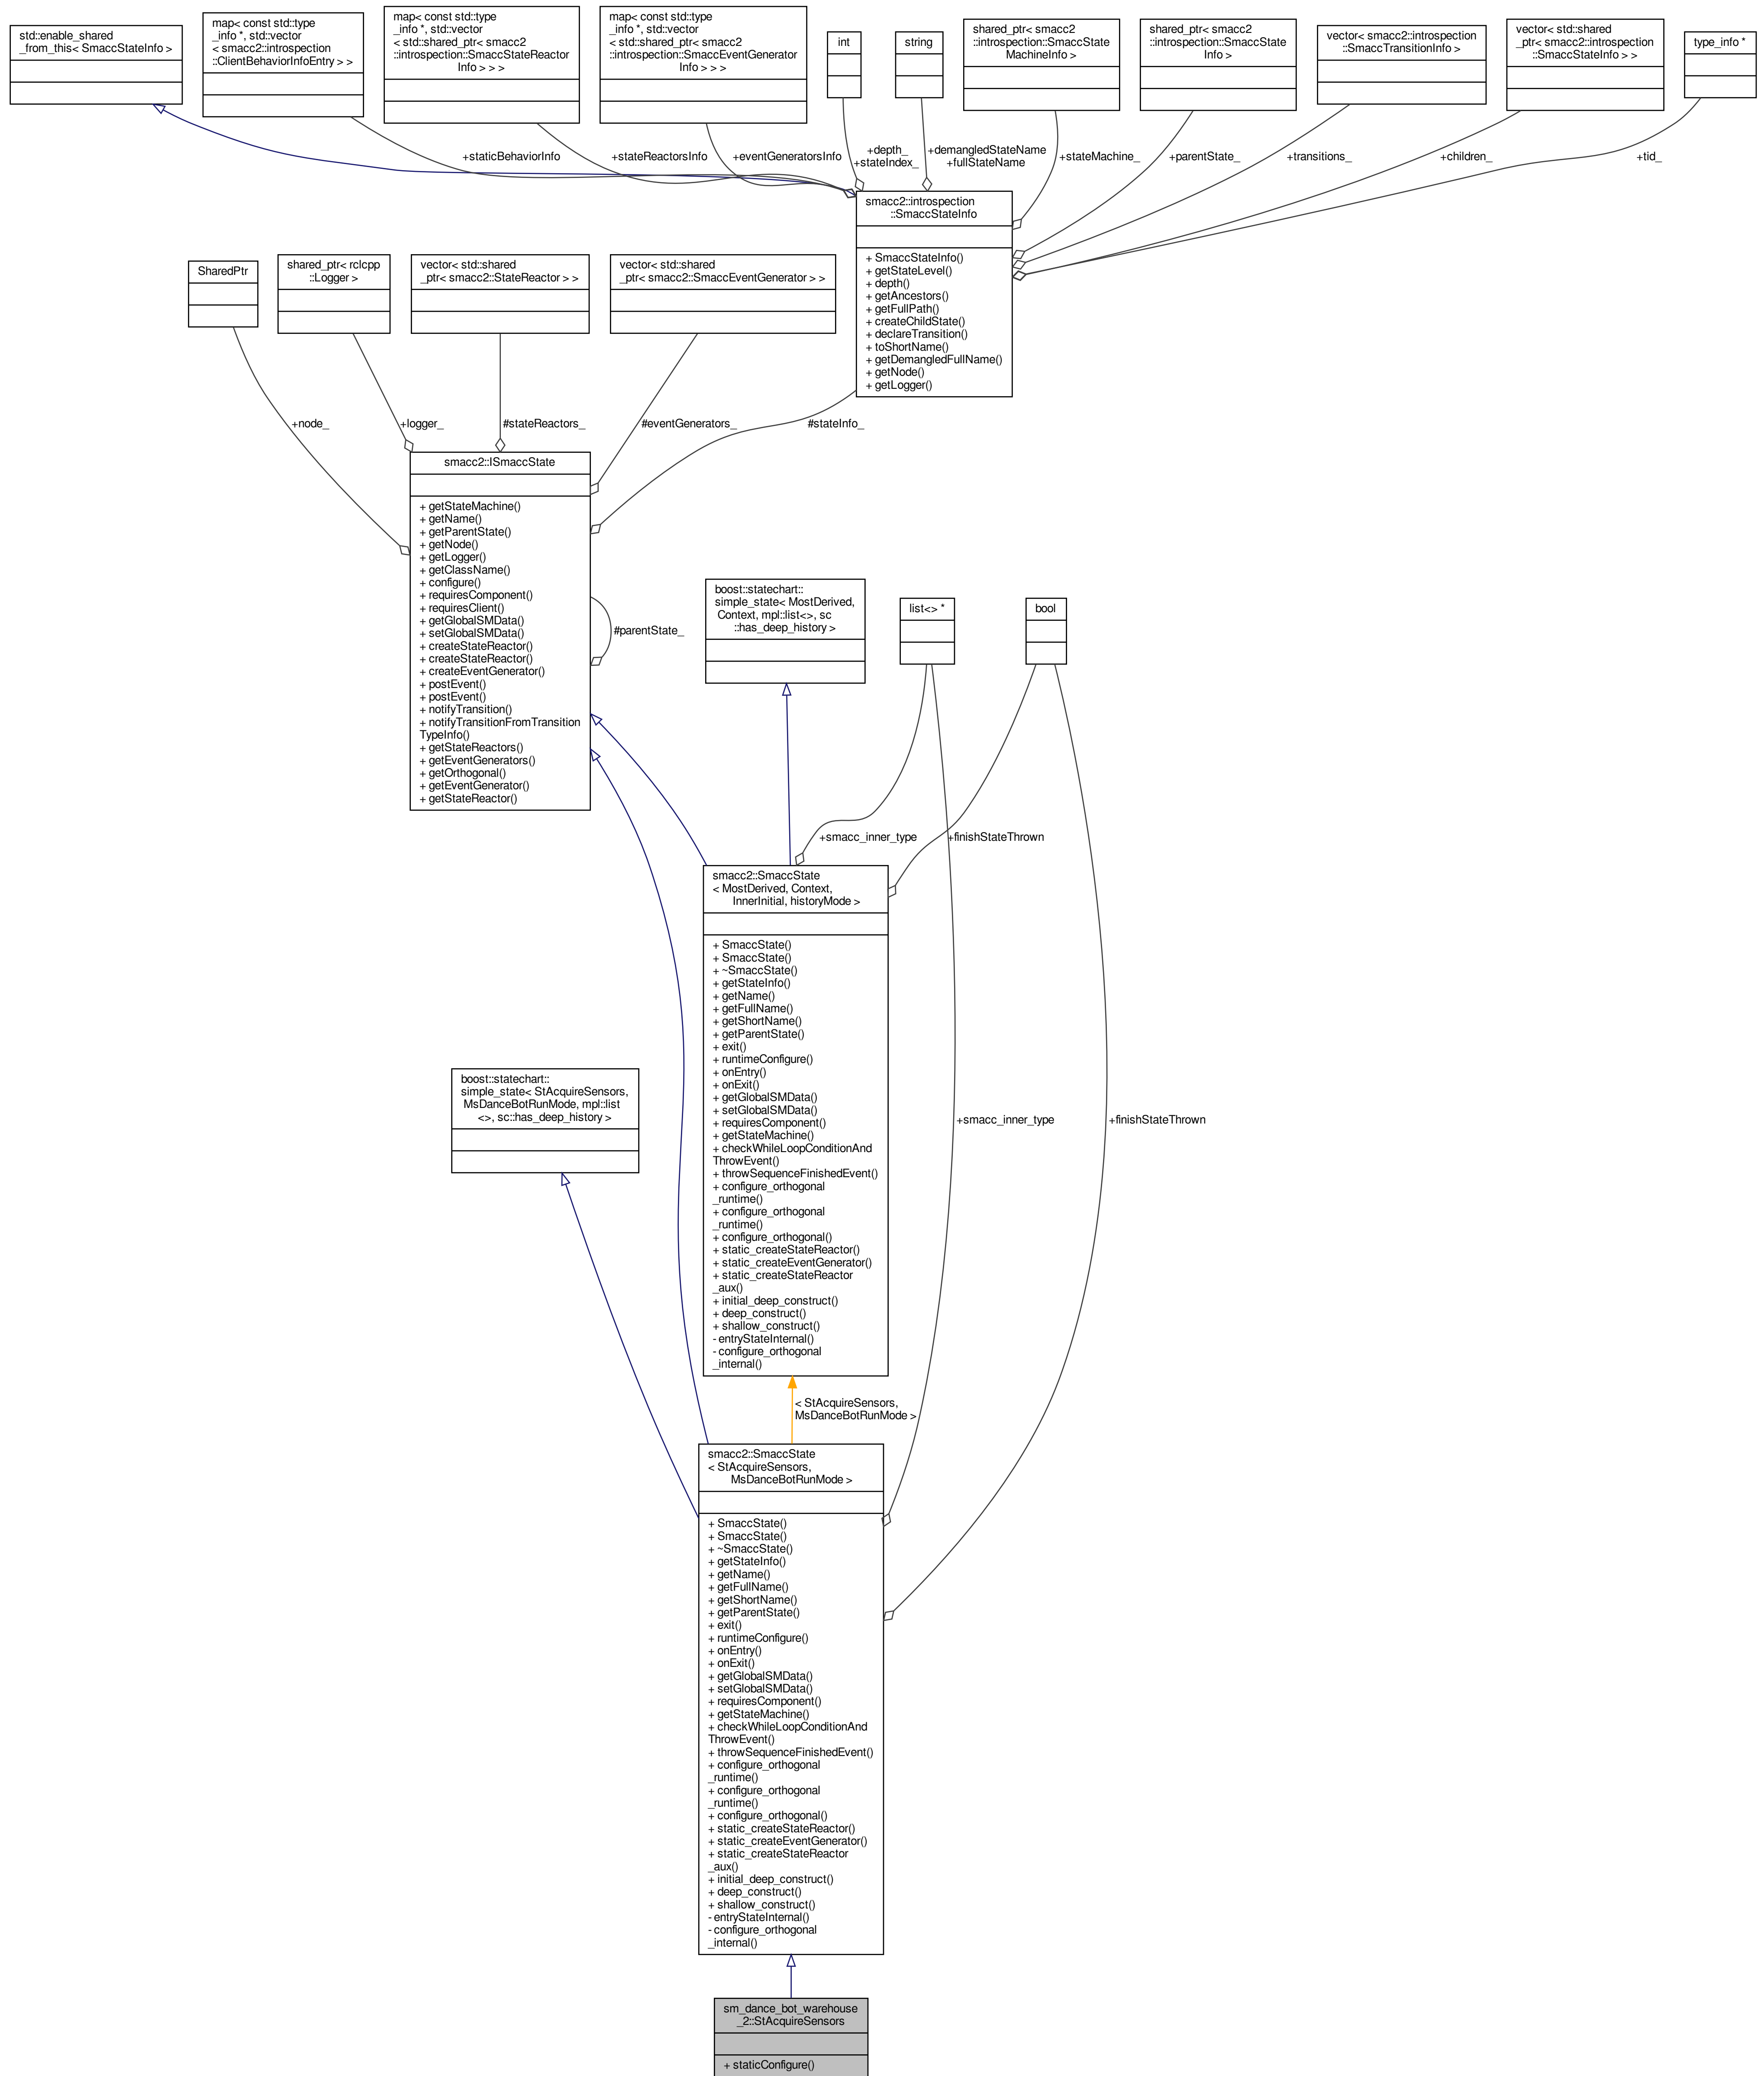 std::enable_shared
_from_this< SmaccStateInfo >
map< const std::type
_info *, std::vector
< smacc2::introspection
::ClientBehaviorInfoEntry > >
map< const std::type
_info *, std::vector
< std::shared_ptr< smacc2
::introspection::SmaccStateReactor
Info > > >
map< const std::type
_info *, std::vector
< std::shared_ptr< smacc2
::introspection::SmaccEventGenerator
Info > > >
int
string
shared_ptr< smacc2
::introspection::SmaccState
MachineInfo >
shared_ptr< smacc2
::introspection::SmaccState
Info >
vector< smacc2::introspection
::SmaccTransitionInfo >
vector< std::shared
_ptr< smacc2::introspection
::SmaccStateInfo > >
type_info *
+staticBehaviorInfo
+stateReactorsInfo
+eventGeneratorsInfo
+depth_
+stateIndex_
+demangledStateName
+fullStateName
+stateMachine_
+parentState_
+transitions_
+children_
+tid_
smacc2::introspection
::SmaccStateInfo
+ SmaccStateInfo()
+ getStateLevel()
+ depth()
+ getAncestors()
+ getFullPath()
+ createChildState()
+ declareTransition()
+ toShortName()
+ getDemangledFullName()
+ getNode()
+ getLogger()
SharedPtr
shared_ptr< rclcpp
::Logger >
vector< std::shared
_ptr< smacc2::StateReactor > >
vector< std::shared
_ptr< smacc2::SmaccEventGenerator > >
+node_
+logger_
#stateReactors_
#eventGenerators_
#stateInfo_
smacc2::ISmaccState
+ getStateMachine()
+ getName()
+ getParentState()
+ getNode()
+ getLogger()
+ getClassName()
+ configure()
+ requiresComponent()
+ requiresClient()
+ getGlobalSMData()
+ setGlobalSMData()
+ createStateReactor()
+ createStateReactor()
+ createEventGenerator()
+ postEvent()
+ postEvent()
+ notifyTransition()
+ notifyTransitionFromTransition
TypeInfo()
+ getStateReactors()
+ getEventGenerators()
+ getOrthogonal()
+ getEventGenerator()
+ getStateReactor()
#parentState_
boost::statechart::
simple_state< MostDerived,
Context, mpl::list<>, sc
::has_deep_history >
list<> *
bool
+smacc_inner_type
+finishStateThrown
smacc2::SmaccState
< MostDerived, Context,
InnerInitial, historyMode >
+ SmaccState()
+ SmaccState()
+ ~SmaccState()
+ getStateInfo()
+ getName()
+ getFullName()
+ getShortName()
+ getParentState()
+ exit()
+ runtimeConfigure()
+ onEntry()
+ onExit()
+ getGlobalSMData()
+ setGlobalSMData()
+ requiresComponent()
+ getStateMachine()
+ checkWhileLoopConditionAnd
ThrowEvent()
+ throwSequenceFinishedEvent()
+ configure_orthogonal
_runtime()
+ configure_orthogonal
_runtime()
+ configure_orthogonal()
+ static_createStateReactor()
+ static_createEventGenerator()
+ static_createStateReactor
_aux()
+ initial_deep_construct()
+ deep_construct()
+ shallow_construct()
- entryStateInternal()
- configure_orthogonal
_internal()
boost::statechart::
simple_state< StAcquireSensors,
MsDanceBotRunMode, mpl::list
<>, sc::has_deep_history >
+smacc_inner_type
+finishStateThrown
< StAcquireSensors,
MsDanceBotRunMode >
smacc2::SmaccState
< StAcquireSensors,
MsDanceBotRunMode >
+ SmaccState()
+ SmaccState()
+ ~SmaccState()
+ getStateInfo()
+ getName()
+ getFullName()
+ getShortName()
+ getParentState()
+ exit()
+ runtimeConfigure()
+ onEntry()
+ onExit()
+ getGlobalSMData()
+ setGlobalSMData()
+ requiresComponent()
+ getStateMachine()
+ checkWhileLoopConditionAnd
ThrowEvent()
+ throwSequenceFinishedEvent()
+ configure_orthogonal
_runtime()
+ configure_orthogonal
_runtime()
+ configure_orthogonal()
+ static_createStateReactor()
+ static_createEventGenerator()
+ static_createStateReactor
_aux()
+ initial_deep_construct()
+ deep_construct()
+ shallow_construct()
- entryStateInternal()
- configure_orthogonal
_internal()
sm_dance_bot_warehouse
_2::StAcquireSensors
+ staticConfigure()